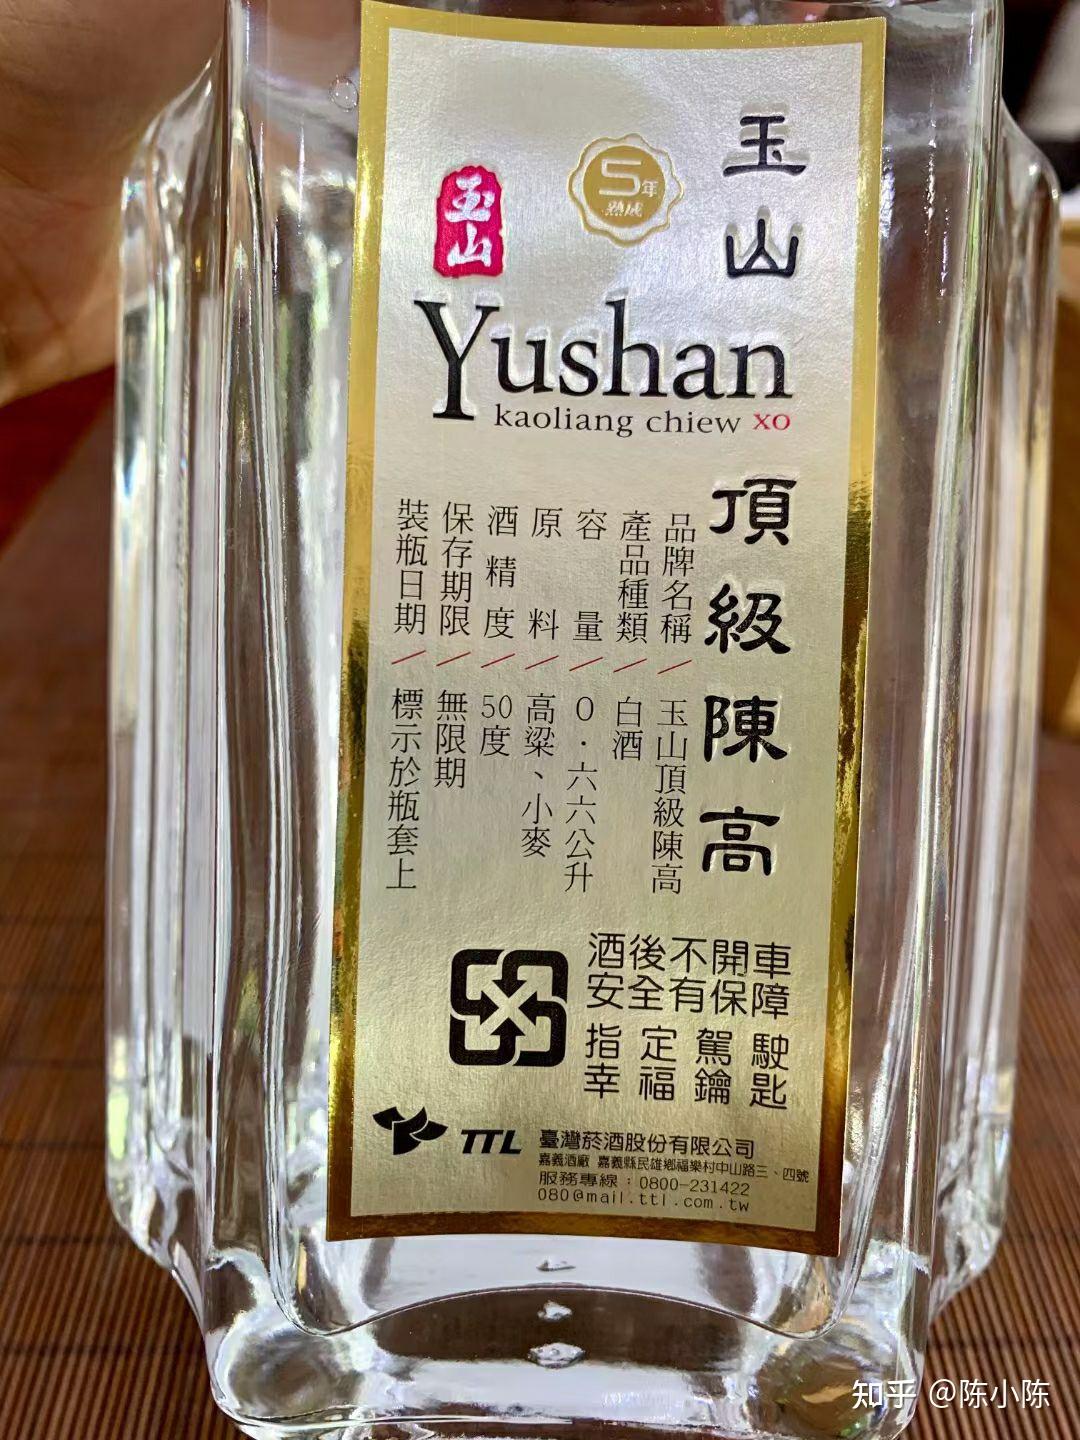 玉山頂級陳高
5年
熟成
玉山
Yushan
kaoliang chiew XO
品牌名稱/玉山頂級陳高
產品種類/白酒
容量/0.六六公升
原料/高粱、小麥
酒精度/50度
保存期限/無限期
裝瓶日期/標示於瓶套上
酒後不開車
安全有保障
指定駕駛
幸福鑰匙
TTL 臺灣菸酒股份有限公司
嘉義酒廠 嘉義縣民雄鄉福樂村中山路三、四號
服務專線：0800-231422
080@mail.ttl.com.tw
知乎 @陈小陈